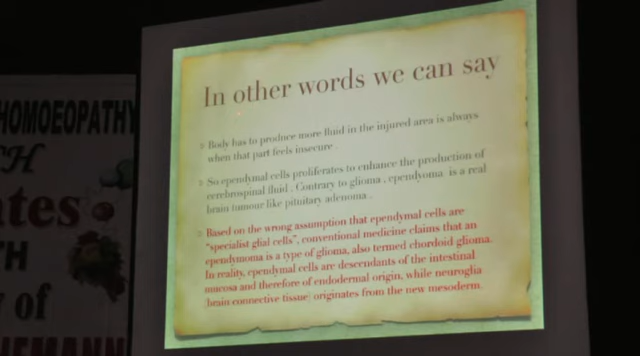 HOMOEOPATHY
CH
ates
TH
y of
NEMANN
In other words we can say
Body has to produce more fluid in the injured area is always
when that part feels insecure .
So ependymal cells proliferates to enhance the production of
cerebrospinal fluid . Contrary to glioma , ependyoma is a real
brain tumour like pituitary adenoma .
Based on the wrong assumption that ependymal cells are
"specialist glial cells", conventional medicine claims that an
ependymoma is a type of glioma, also termed chordoid glioma.
In reality, ependymal cells are descendants of the intestinal
mucosa and therefore of endodermal origin, while neuroglia
(brain connective tissue) originates from the new mesoderm.